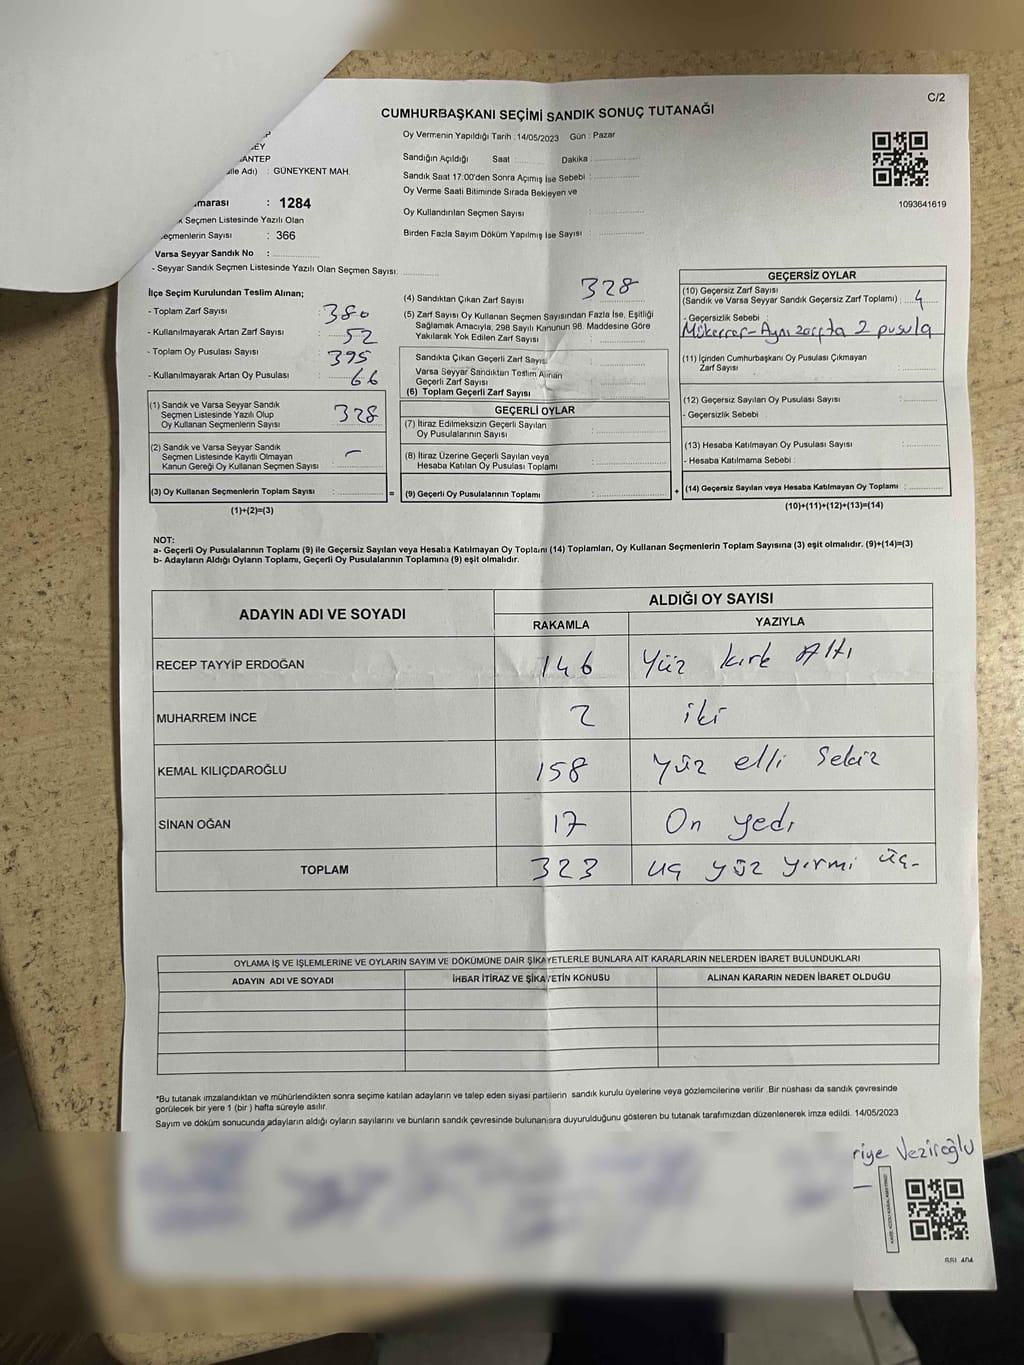 C/2
CUMHURBAŞKANI SEÇİMİ SANDIK SONUÇ TUTANAĞI
Oy Vermenin Yapıldığı Tarih : 14/05/2023 Gün : Pazar
Sandığın Açıldığı Saat : Dakika :
Sandık Saat 17.00'den Sonra Açımış İse Sebebi :
Oy Verme Saati Bitiminde Sırada Bekleyen ve
Oy Kullandırılan Seçmen Sayısı :
Birden Fazla Sayım Döküm Yapılmış İse Sayısı :
1093641619
EY
ANTEP
Adı) : GÜNEYKENT MAH.
marası : 1284
Seçmen Listesinde Yazılı Olan
eçmenlerin Sayısı : 366
Varsa Seyyar Sandık No :
- Seyyar Sandık Seçmen Listesinde Yazılı Olan Seçmen Sayısı:
İlçe Seçim Kurulundan Teslim Alınan;
- Toplam Zarf Sayısı : 380
- Kullanılmayarak Artan Zarf Sayısı : 52
- Toplam Oy Pusulası Sayısı : 395
- Kullanılmayarak Artan Oy Pusulası : 66
(1) Sandık ve Varsa Seyyar Sandık
Seçmen Listesinde Yazılı Olup
Oy Kullanan Seçmenlerin Sayısı : 328
(2) Sandık ve Varsa Seyyar Sandık
Seçmen Listesinde Kayıtlı Olmayan
Kanun Gereği Oy Kullanan Seçmen Sayısı : -
(3) Oy Kullanan Seçmenlerin Toplam Sayısı : =
(1)+(2)=(3)
(4) Sandıktan Çıkan Zarf Sayısı : 328
(5) Zarf Sayısı Oy Kullanan Seçmen Sayısından Fazla İse, Eşitliği
Sağlamak Amacıyla, 298 Sayılı Kanunun 98. Maddesine Göre
Yakılarak Yok Edilen Zarf Sayısı :
Sandıkta Çıkan Geçerli Zarf Sayısı :
Varsa Seyyar Sandıktan Teslim Alınan
Geçerli Zarf Sayısı :
(6) Toplam Geçerli Zarf Sayısı :
GEÇERLİ OYLAR
(7) İtiraz Edilmeksizin Geçerli Sayılan
Oy Pusulalarının Sayısı :
(8) İtiraz Üzerine Geçerli Sayılan veya
Hesaba Katılan Oy Pusulası Toplamı :
(9) Geçerli Oy Pusulalarının Toplamı : +
GEÇERSİZ OYLAR
(10) Geçersiz Zarf Sayısı
(Sandık ve Varsa Seyyar Sandık Geçersiz Zarf Toplamı) : 4
- Geçersizlik Sebebi :
Mükerrer- Aynı zarfta 2 pusula
(11) İçinden Cumhurbaşkanı Oy Pusulası Çıkmayan
Zarf Sayısı :
(12) Geçersiz Sayılan Oy Pusulası Sayısı :
- Geçersizlik Sebebi :
(13) Hesaba Katılmayan Oy Pusulası Sayısı :
- Hesaba Katılmama Sebebi :
(14) Geçersiz Sayılan veya Hesaba Katılmayan Oy Toplamı :
(10)+(11)+(12)+(13)=(14)
NOT:
a- Geçerli Oy Pusulalarının Toplamı (9) ile Geçersiz Sayılan veya Hesaba Katılmayan Oy Toplamı (14) Toplamları, Oy Kullanan Seçmenlerin Toplam Sayısına (3) eşit olmalıdır. (9)+(14)=(3)
b- Adayların Aldığı Oyların Toplamı, Geçerli Oy Pusulalarının Toplamına (9) eşit olmalıdır.
ADAYIN ADI VE SOYADI ALDIĞI OY SAYISI
RAKAMLA YAZIYLA
RECEP TAYYİP ERDOĞAN 146 Yüz kırk Altı
MUHARREM İNCE 2 iki
KEMAL KILIÇDAROĞLU 158 yüz elli sekiz
SİNAN OĞAN 17 On yedi
TOPLAM 323 üç yüz yirmi üç-
OYLAMA İŞ VE İŞLEMLERİNE VE OYLARIN SAYIM VE DÖKÜMÜNE DAİR ŞİKAYETLERLE BUNLARA AİT KARARLARIN NELERDEN İBARET BULUNDUKLARI
ADAYIN ADI VE SOYADI İHBAR İTİRAZ VE ŞİKAYETİN KONUSU ALINAN KARARIN NEDEN İBARET OLDUĞU
*Bu tutanak imzalandıktan ve mühürlendikten sonra seçime katılan adayların ve talep eden siyasi partilerin sandık kurulu üyelerine veya gözlemcilerine verilir. Bir nüshası da sandık çevresinde
görülecek bir yere 1 (bir) hafta süreyle asılır.
Sayım ve döküm sonucunda adayların aldığı oyların sayılarını ve bunların sandık çevresinde bulunanlara duyurulduğunu gösteren bu tutanak tarafımızdan düzenlenerek imza edildi. 14/05/2023
riye Veziroğlu